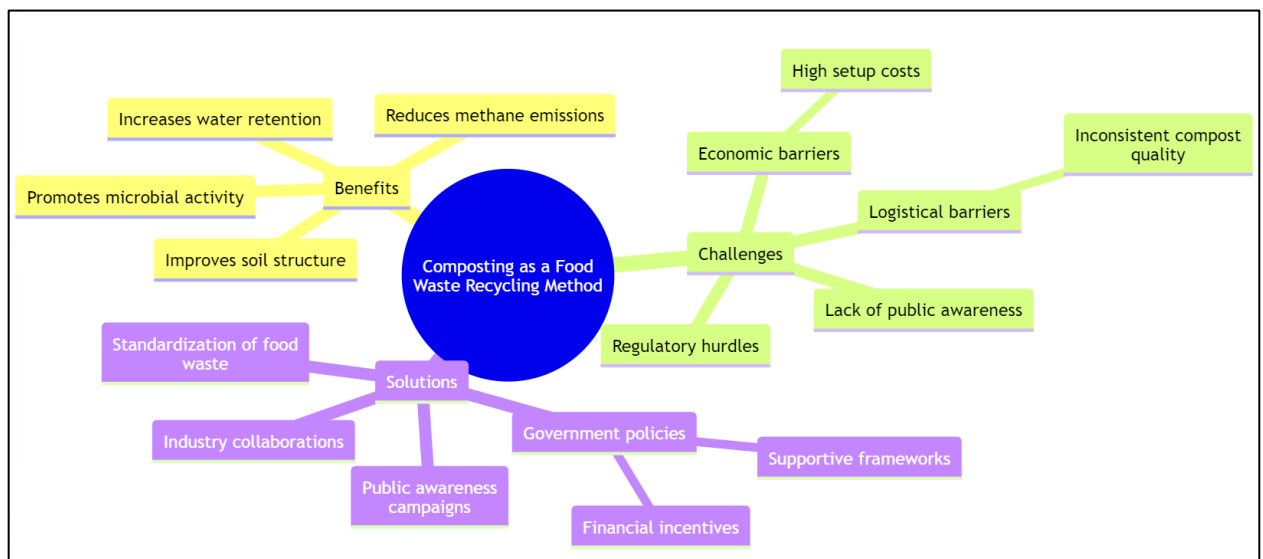 Composting as a Food
Waste Recycling Method
Benefits
Increases water retention
Reduces methane emissions
Promotes microbial activity
Improves soil structure
Challenges
High setup costs
Economic barriers
Inconsistent compost
quality
Logistical barriers
Lack of public awareness
Regulatory hurdles
Solutions
Standardization of food
waste
Industry collaborations
Public awareness
campaigns
Government policies
Supportive frameworks
Financial incentives